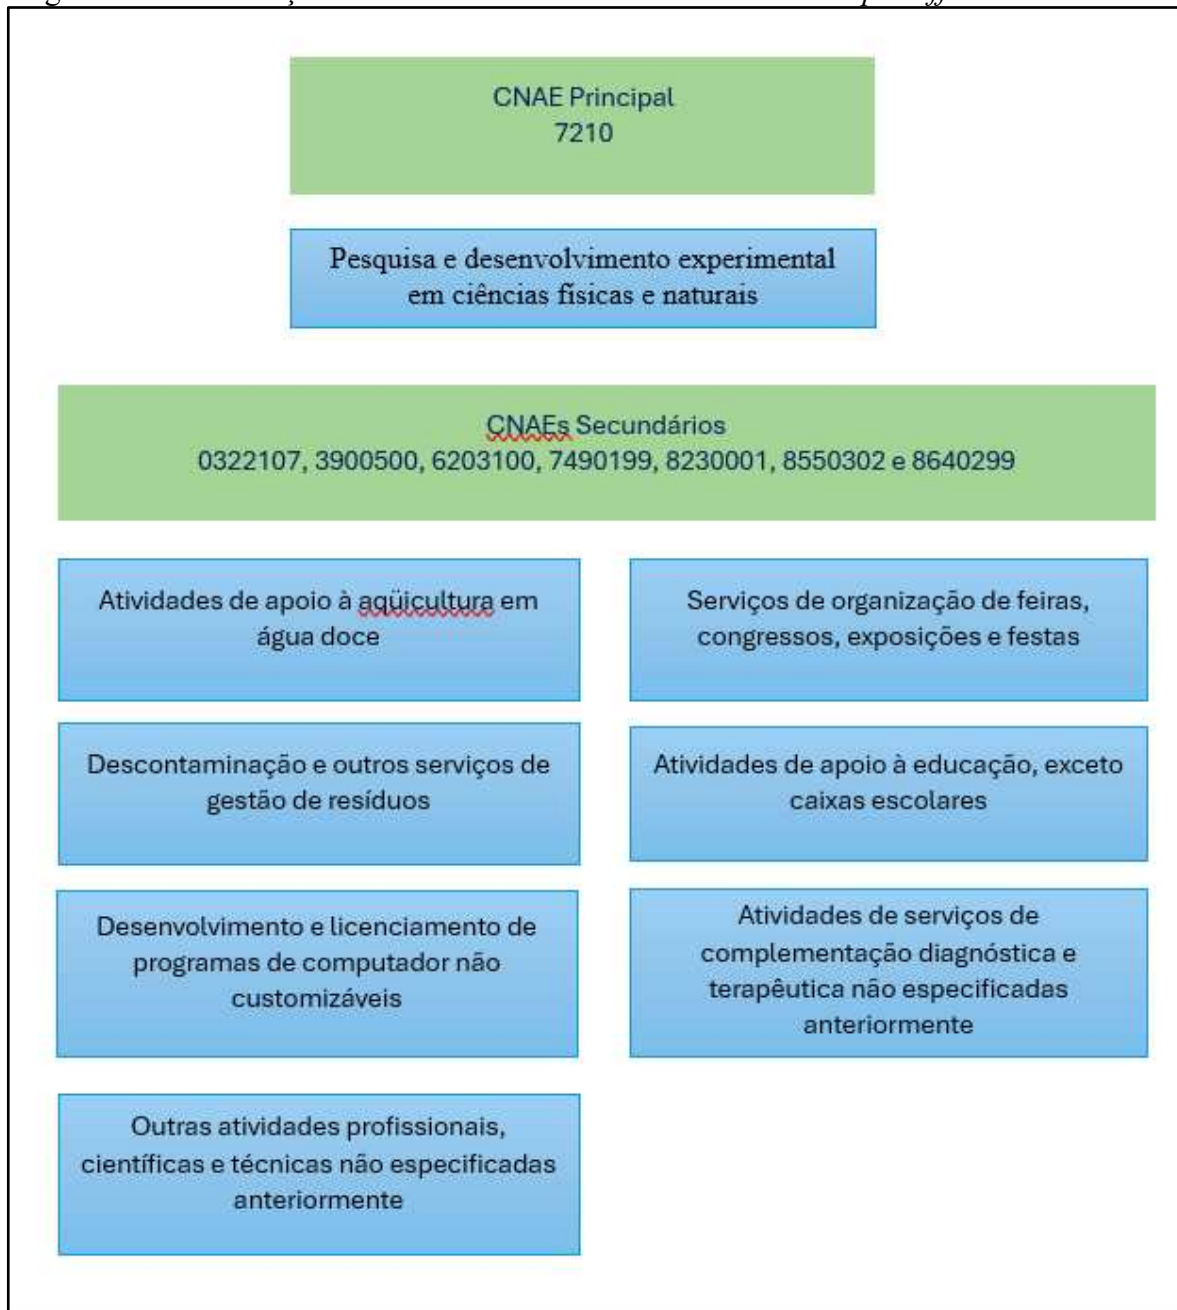 CNAE Principal
7210
Pesquisa e desenvolvimento experimental
em ciências físicas e naturais
CNAEs Secundários
0322107, 3900500, 6203100, 7490199, 8230001, 8550302 e 8640299
Atividades de apoio à aqüicultura em
água doce
Serviços de organização de feiras,
congressos, exposições e festas
Descontaminação e outros serviços de
gestão de resíduos
Atividades de apoio à educação, exceto
caixas escolares
Desenvolvimento e licenciamento de
programas de computador não
customizáveis
Atividades de serviços de
complementação diagnóstica e
terapêutica não especificadas
anteriormente
Outras atividades profissionais,
científicas e técnicas não especificadas
anteriormente